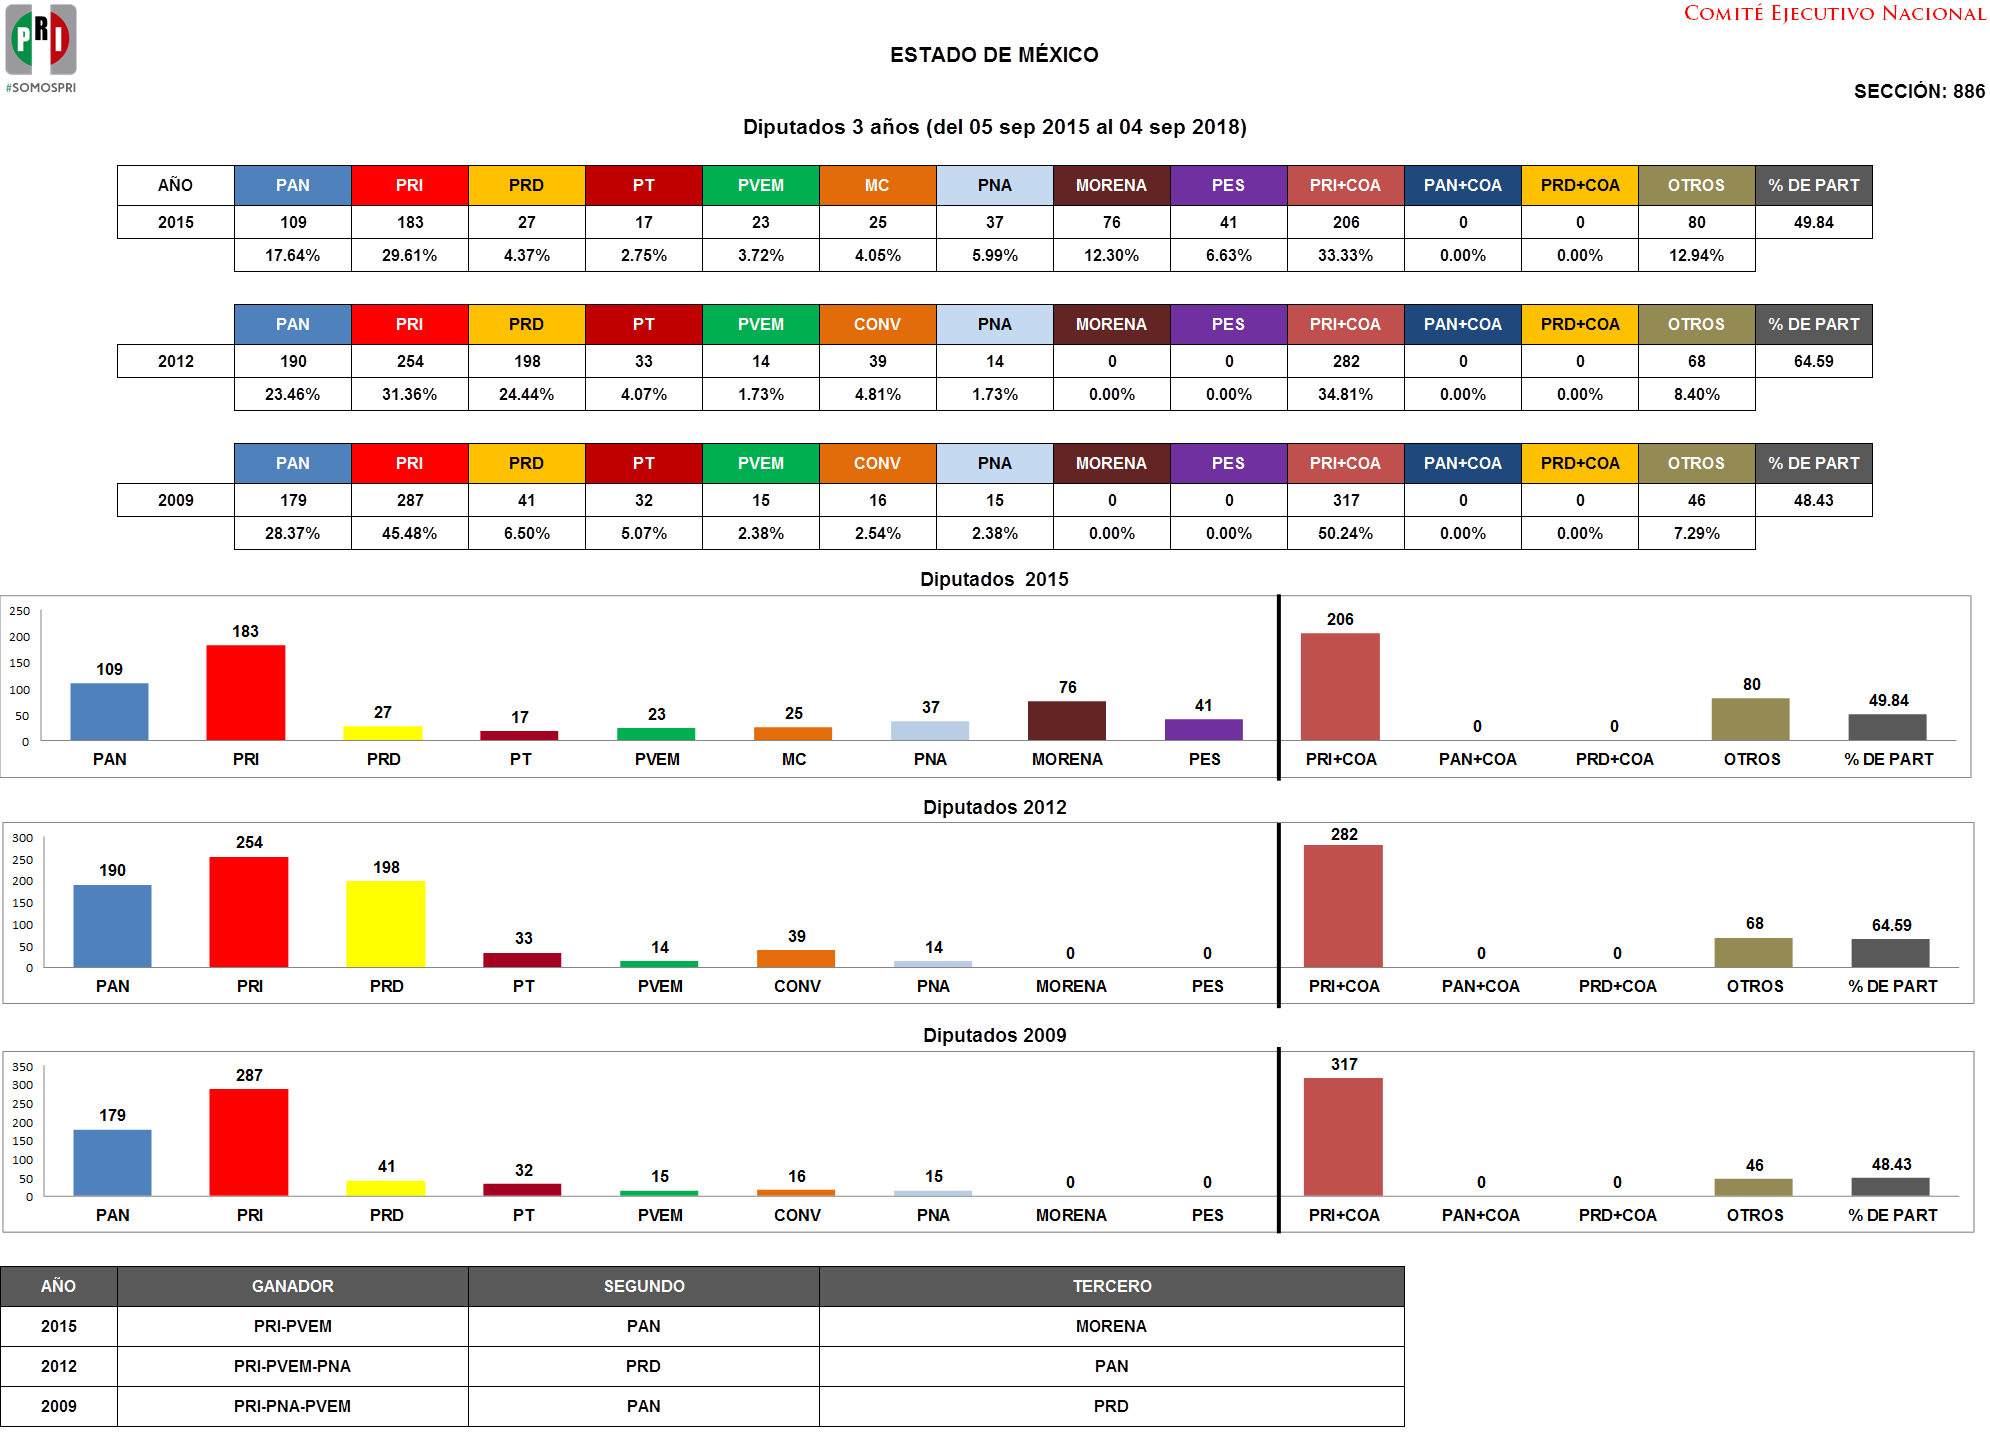 PRI
#SOMOSPRI
COMITÉ EJECUTIVO NACIONAL
ESTADO DE MÉXICO
SECCIÓN: 886
Diputados 3 años (del 05 sep 2015 al 04 sep 2018)
AÑO PAN PRI PRD PT PVEM MC PNA MORENA PES PRI+COA PAN+COA PRD+COA OTROS % DE PART
2015 109 183 27 17 23 25 37 76 41 206 0 0 80 49.84
17.64% 29.61% 4.37% 2.75% 3.72% 4.05% 5.99% 12.30% 6.63% 33.33% 0.00% 0.00% 12.94%
PAN PRI PRD PT PVEM CONV PNA MORENA PES PRI+COA PAN+COA PRD+COA OTROS % DE PART
2012 190 254 198 33 14 39 14 0 0 282 0 0 68 64.59
23.46% 31.36% 24.44% 4.07% 1.73% 4.81% 1.73% 0.00% 0.00% 34.81% 0.00% 0.00% 8.40%
PAN PRI PRD PT PVEM CONV PNA MORENA PES PRI+COA PAN+COA PRD+COA OTROS % DE PART
2009 179 287 41 32 15 16 15 0 0 317 0 0 46 48.43
28.37% 45.48% 6.50% 5.07% 2.38% 2.54% 2.38% 0.00% 0.00% 50.24% 0.00% 0.00% 7.29%
Diputados 2015
250
200
150
100
50
0
109 183 27 17 23 25 37 76 41 206 0 0 80 49.84
PAN PRI PRD PT PVEM MC PNA MORENA PES PRI+COA PAN+COA PRD+COA OTROS % DE PART
Diputados 2012
300
250
200
150
100
50
0
190 254 198 33 14 39 14 0 0 282 0 0 68 64.59
PAN PRI PRD PT PVEM CONV PNA MORENA PES PRI+COA PAN+COA PRD+COA OTROS % DE PART
Diputados 2009
350
300
250
200
150
100
50
0
179 287 41 32 15 16 15 0 0 317 0 0 46 48.43
PAN PRI PRD PT PVEM CONV PNA MORENA PES PRI+COA PAN+COA PRD+COA OTROS % DE PART
AÑO GANADOR SEGUNDO TERCERO
2015 PRI-PVEM PAN MORENA
2012 PRI-PVEM-PNA PRD PAN
2009 PRI-PNA-PVEM PAN PRD